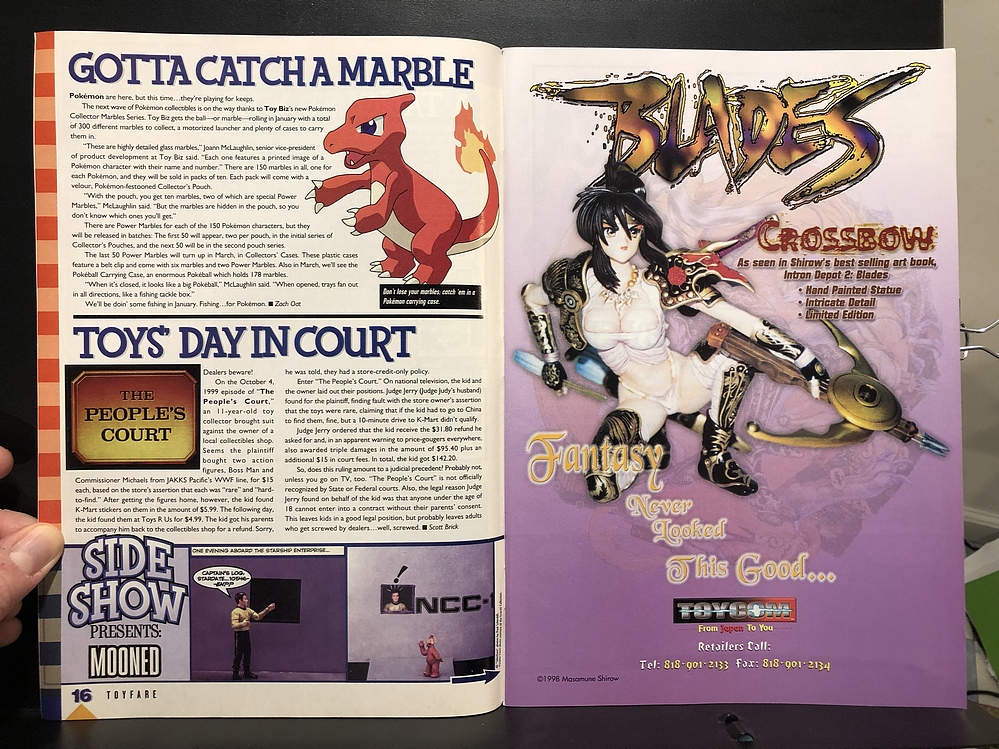 GOTTA CATCH A MARBLE
Pokémon are here, but this time…they're playing for keeps.
The next wave of Pokémon collectibles is on the way thanks to Toy Biz's new Pokémon
Collector Marbles Series. Toy Biz gets the ball—or marble—rolling in January with a total
of 300 different marbles to collect, a motorized launcher and plenty of cases to carry
them in.
"These are highly detailed glass marbles," Joann McLaughlin, senior vice-president
of product development at Toy Biz said. "Each one features a printed image of a
Pokémon character with their name and number." There are 150 marbles in all, one for
each Pokémon, and they will be sold in packs of ten. Each pack will come with a
velour, Pokémon-festooned Collector's Pouch.
"With the pouch, you get ten marbles, two of which are special Power
Marbles," McLaughlin said. "But the marbles are hidden in the pouch, so you
don't know which ones you'll get."
There are Power Marbles for each of the 150 Pokémon characters, but they
will be released in batches: The first 50 will appear, two per pouch, in the initial series of
Collector's Pouches, and the next 50 will be in the second pouch series.
The last 50 Power Marbles will turn up in March, in Collectors' Cases. These plastic cases
feature a belt clip and come with six marbles and two Power Marbles. Also in March, we'll see the
Pokéball Carrying Case, an enormous Pokéball which holds 178 marbles.
"When it's closed, it looks like a big Pokéball," McLaughlin said. "When opened, trays fan out
in all directions, like a fishing tackle box."
We'll be doin' some fishing in January. Fishing…for Pokémon. ■ Zach Oat
Don't lose your marbles; catch 'em in a
Pokémon carrying case.
TOYS' DAY IN COURT
THE
PEOPLE'S
COURT
Dealers beware!
On the October 4,
1999 episode of "The
People's Court,"
an 11-year-old toy
collector brought suit
against the owner of a
local collectibles shop.
Seems the plaintiff
bought two action
figures, Boss Man and
Commissioner Michaels from JAKKS Pacific's WWF line, for $15
each, based on the store's assertion that each was "rare" and "hard-
to-find." After getting the figures home, however, the kid found
K-Mart stickers on them in the amount of $5.99. The following day,
the kid found them at Toys R Us for $4.99. The kid got his parents
to accompany him back to the collectibles shop for a refund. Sorry,
he was told, they had a store-credit-only policy.
Enter "The People's Court." On national television, the kid and
the owner laid out their positions. Judge Jerry (Judge Judy's husband)
found for the plaintiff, finding fault with the store owner's assertion
that the toys were rare, claiming that if the kid had to go to China
to find them, fine, but a 10-minute drive to K-Mart didn't qualify.
Judge Jerry ordered that the kid receive the $31.80 refund he
asked for and, in an apparent warning to price-gougers everywhere,
also awarded triple damages in the amount of $95.40 plus an
additional $15 in court fees. In total, the kid got $142.20.
So, does this ruling amount to a judicial precedent? Probably not,
unless you go on TV, too. "The People's Court" is not officially
recognized by State or Federal courts. Also, the legal reason Judge
Jerry found on behalf of the kid was that anyone under the age of
18 cannot enter into a contract without their parents' consent.
This leaves kids in a good legal position, but probably leaves adults
who get screwed by dealers…well, screwed. ■ Scott Brick
SIDE
SHOW
PRESENTS:
MOONED
ONE EVENING ABOARD THE STARSHIP ENTERPRISE...
CAPTAIN'S LOG,
STARDATE...10546-
-EH?!?
!
NCC-1
16 TOYFARE
BLADES
CROSSBOW
As seen in Shirow's best selling art book,
Intron Depot 2: Blades
• Hand Painted Statue
• Intricate Detail
• Limited Edition
Fantasy
Never
Looked
This Good...
TOYCOM
From Japan To You
Retailers Call:
Tel: 818-901-2133 Fax: 818-901-2134
©1998 Masamune Shirow